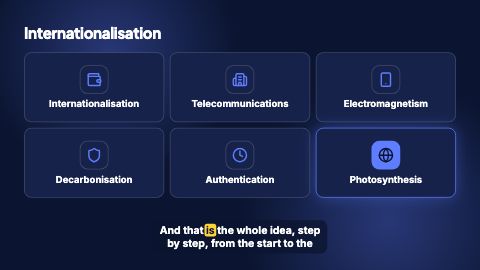 Internationalisation
Internationalisation
Telecommunications
Electromagnetism
Decarbonisation
Authentication
Photosynthesis
And that is the whole idea, step
by step, from the start to the